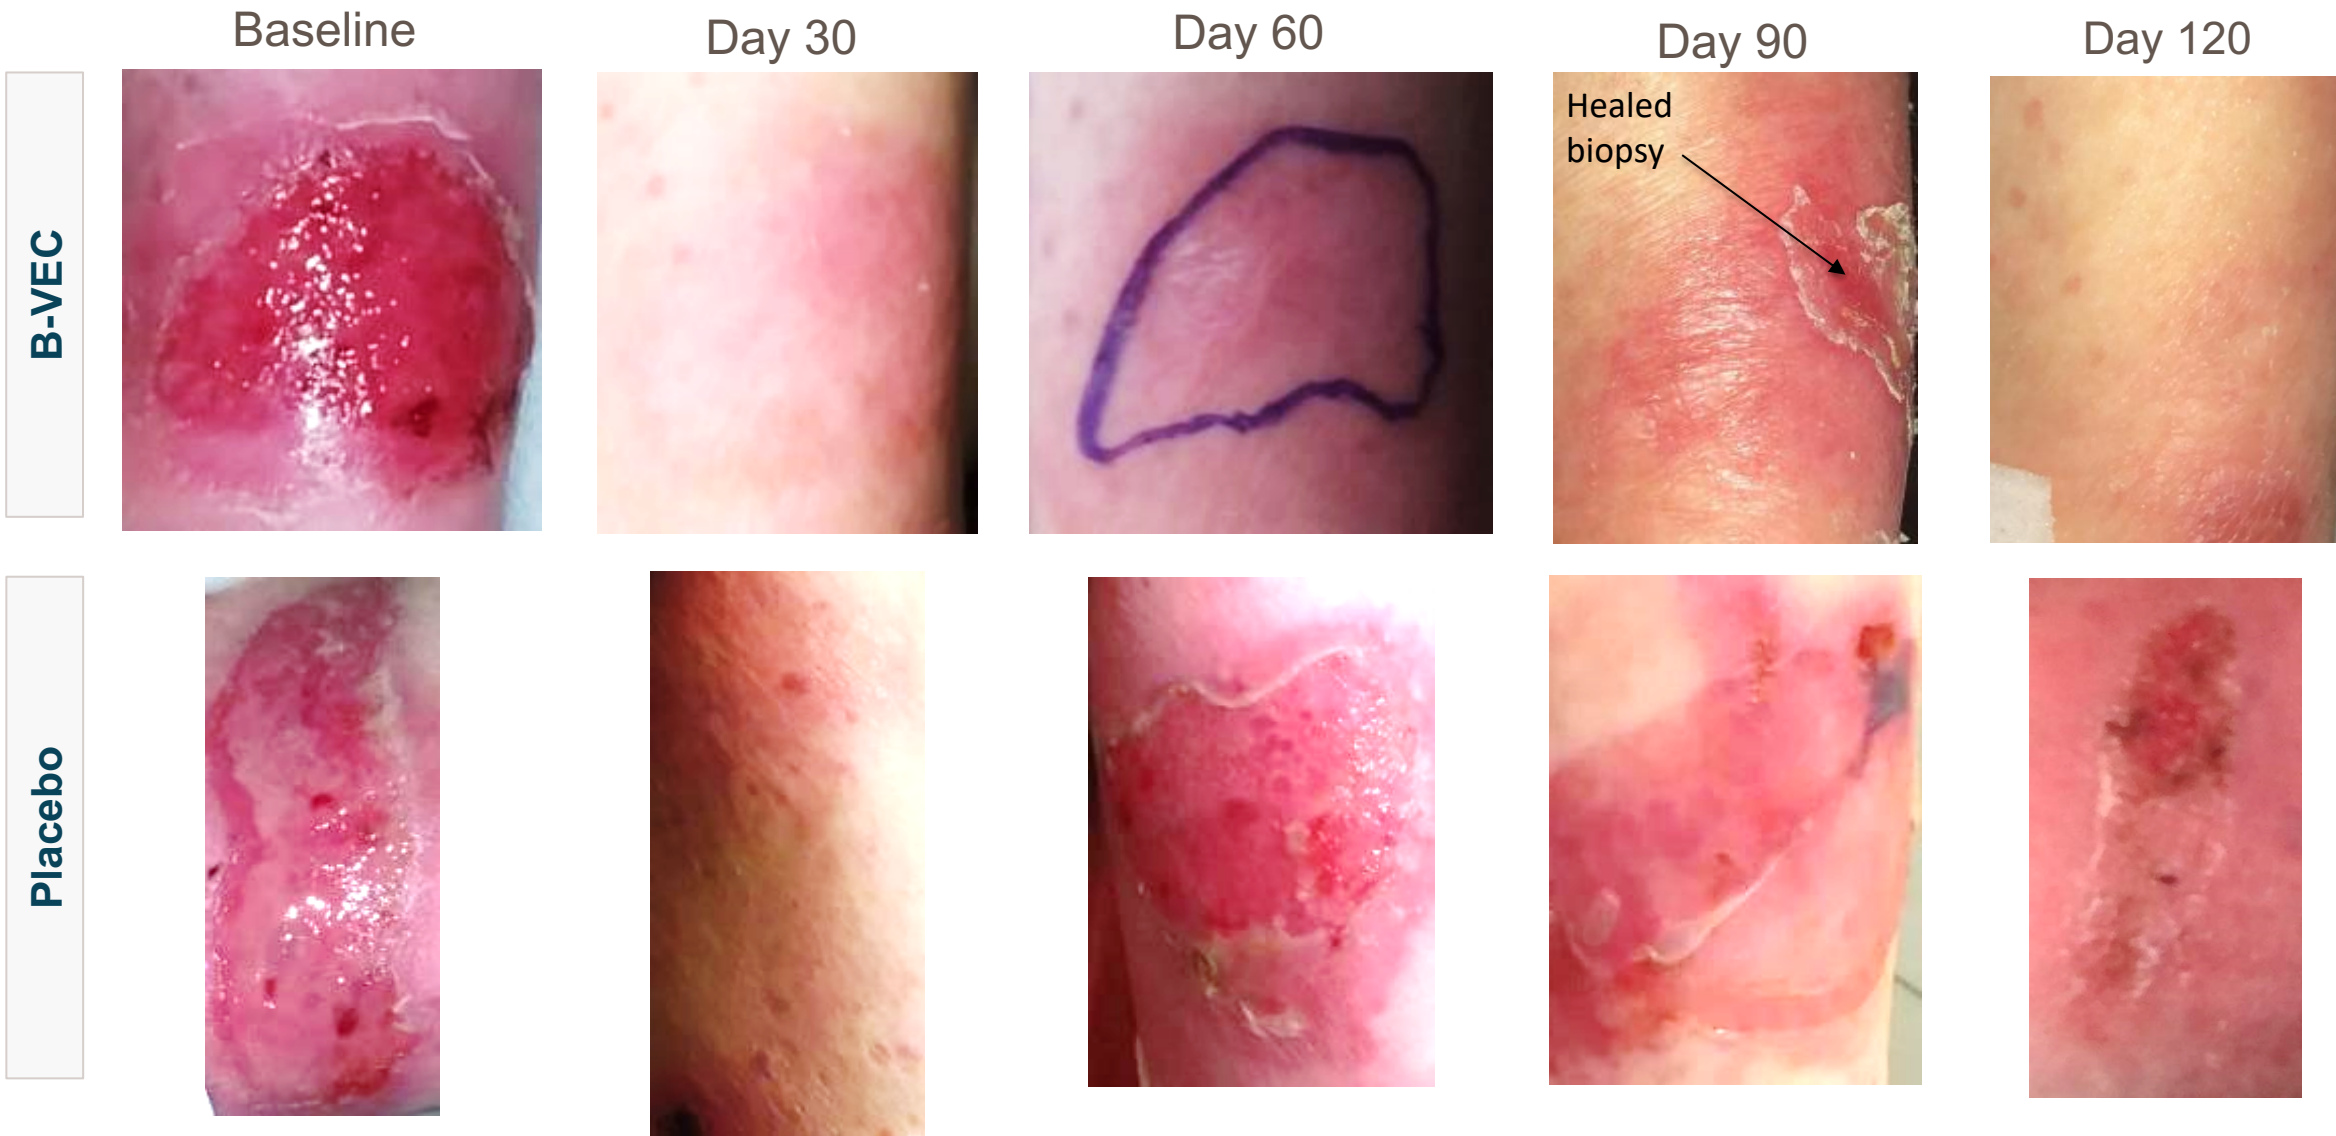 Baseline
Day 30
Day 60
Day 90
Day 120
B-VEC
Healed
biopsy
Placebo